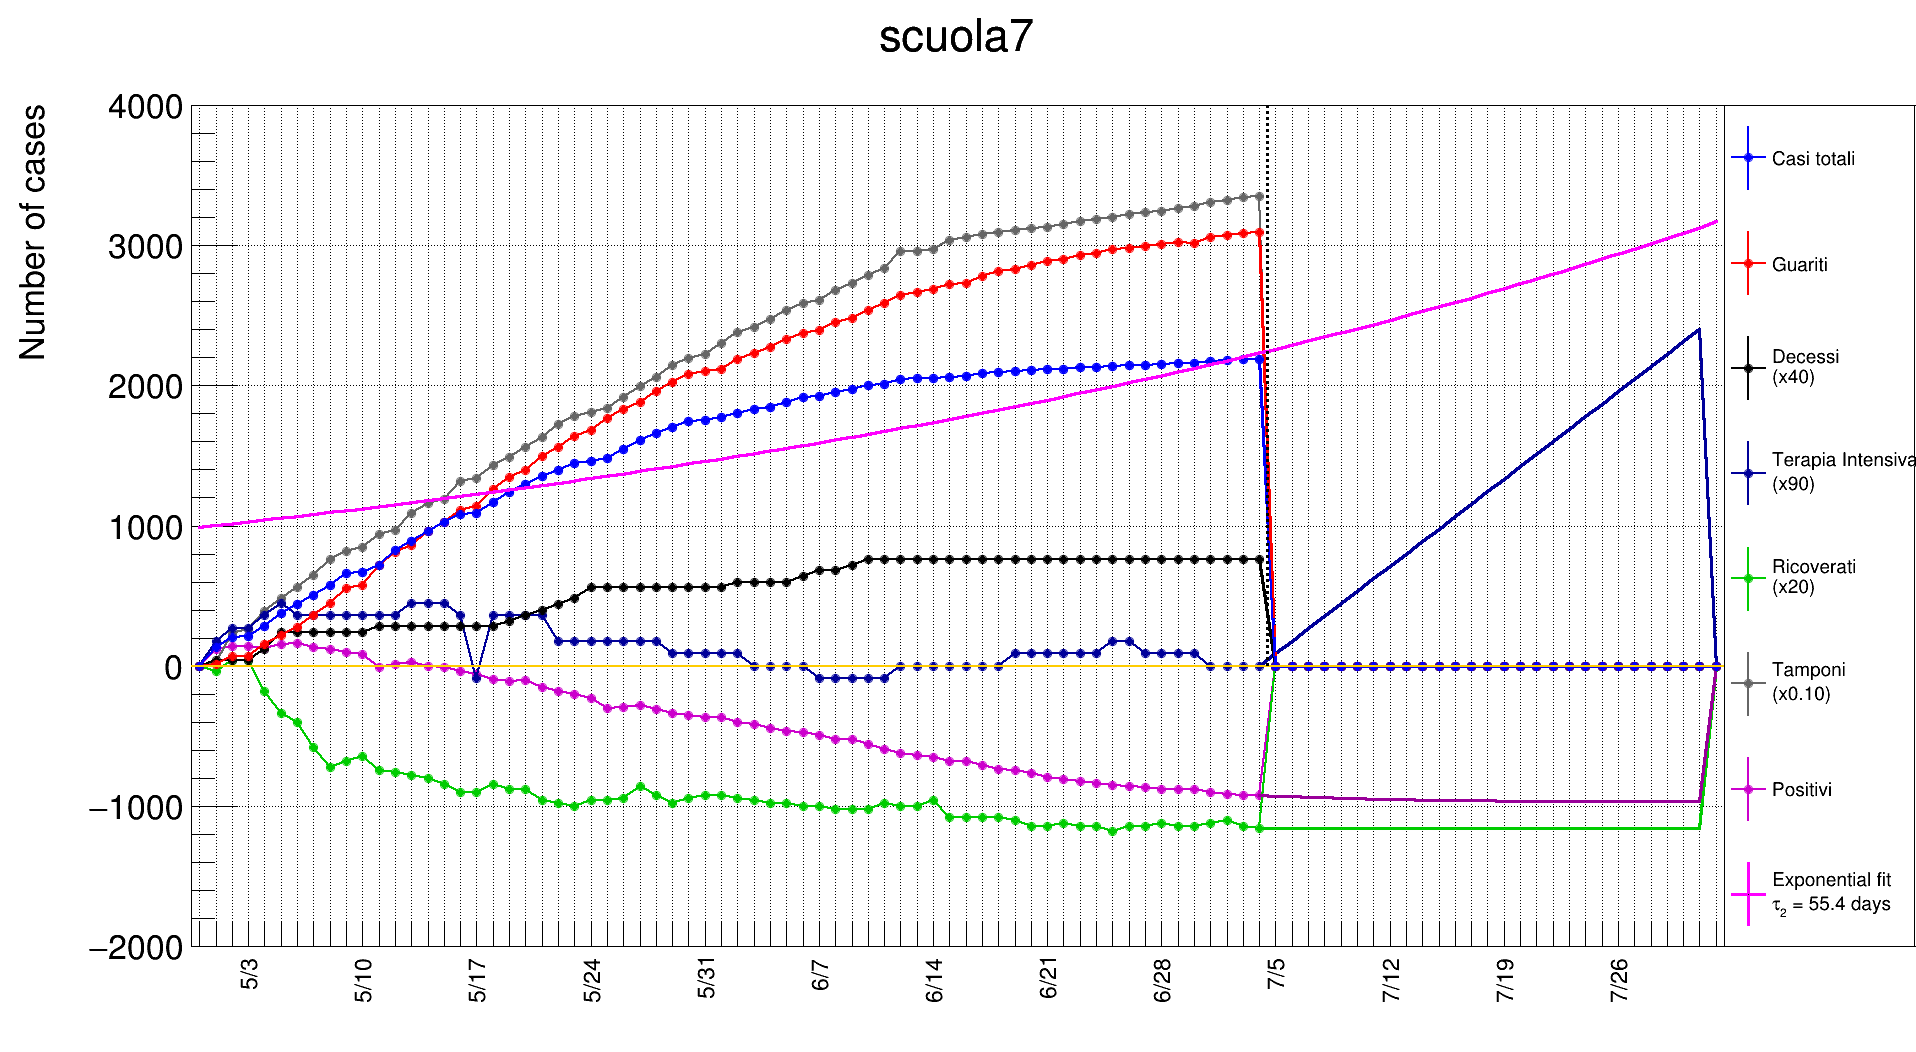 scuola7
Number of cases
4000
3000
2000
1000
0
−1000
−2000
5/3
5/10
5/17
5/24
5/31
6/7
6/14
6/21
6/28
7/5
7/12
7/19
7/26
Casi totali
Guariti
Decessi
(x40)
Terapia Intensiva
(x90)
Ricoverati
(x20)
Tamponi
(x0.10)
Positivi
Exponential fit
τ2 = 55.4 days